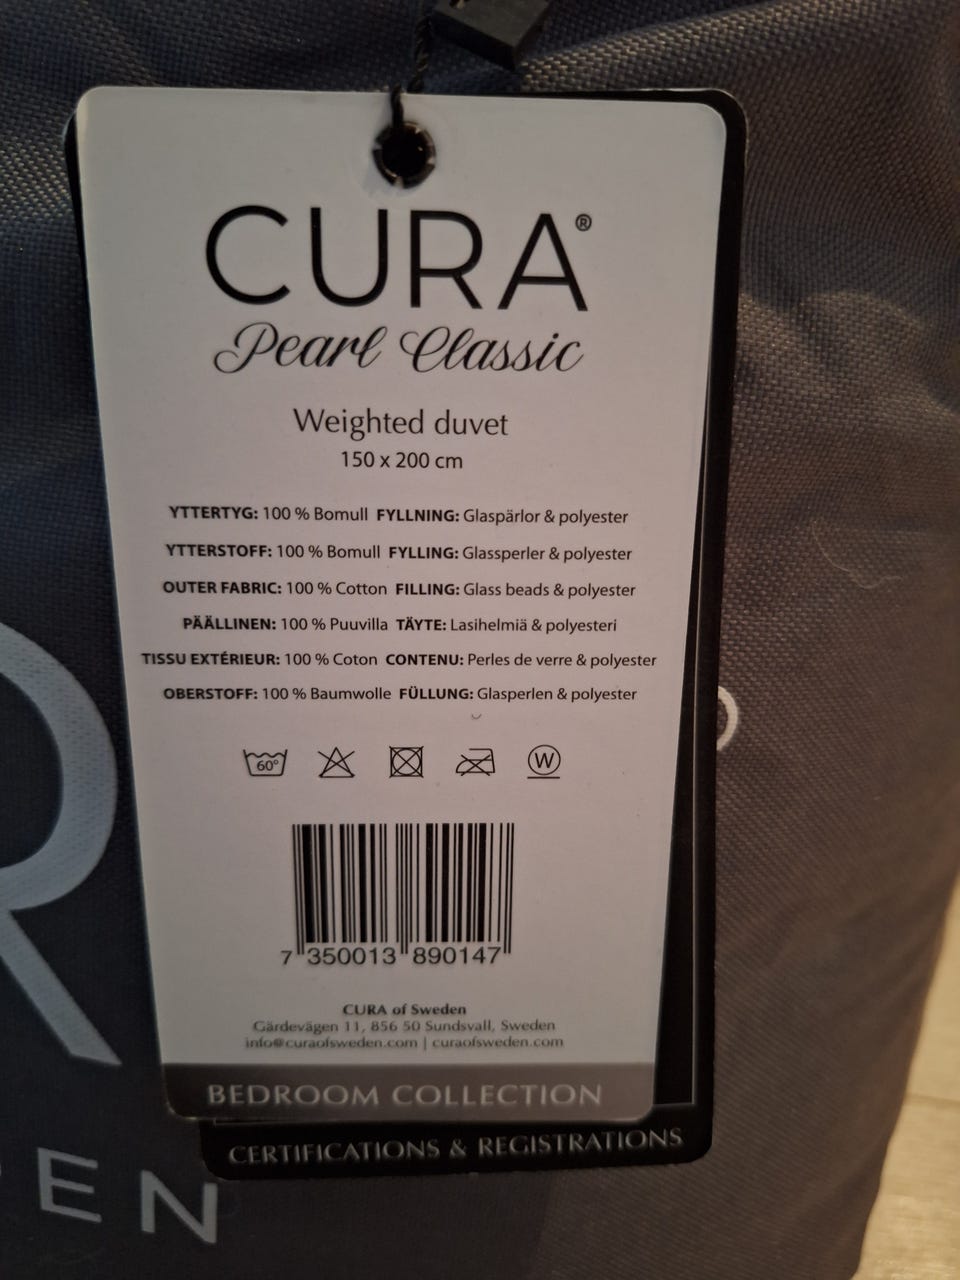 CURA®
Pearl Classic
Weighted duvet
150 x 200 cm
YTTERTYG: 100 % Bomull FYLLNING: Glaspärlor & polyester
YTTERSTOFF: 100 % Bomull FYLLING: Glassperler & polyester
OUTER FABRIC: 100 % Cotton FILLING: Glass beads & polyester
PÄÄLLINEN: 100 % Puuvilla TÄYTE: Lasihelmiä & polyesteri
TISSU EXTÉRIEUR: 100 % Coton CONTENU: Perles de verre & polyester
OBERSTOFF: 100 % Baumwolle FÜLLUNG: Glasperlen & polyester
60° W
7 350013 890147
CURA of Sweden
Gärdevägen 11, 856 50 Sundsvall, Sweden
info@curaofsweden.com | curaofsweden.com
BEDROOM COLLECTION
CERTIFICATIONS & REGISTRATIONS
R
EN